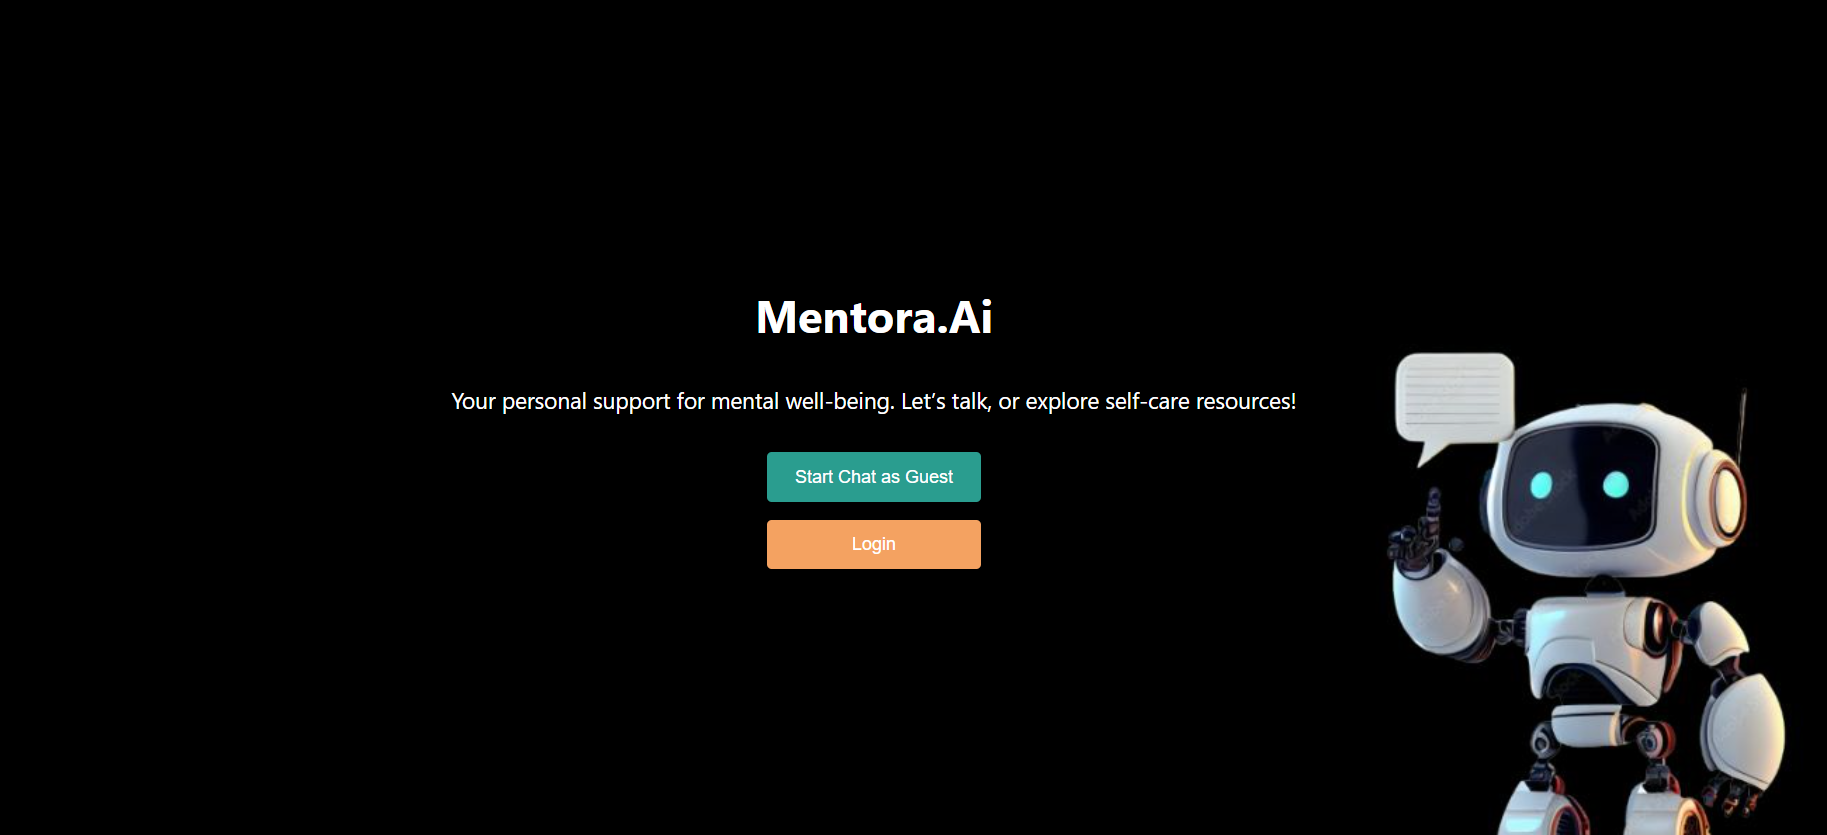 Mentora.Ai
Your personal support for mental well-being. Let’s talk, or explore self-care resources!
Start Chat as Guest
Login